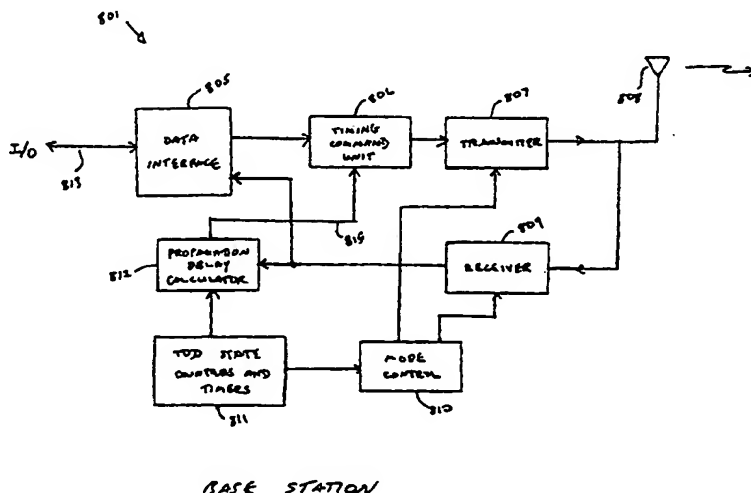 801
805
806
807
808
I/O
DATA
INTERFACE
TIMING
COMMAND
UNIT
TRANSMITTER
813
815
809
812
PROPAGATION
DELAY
CALCULATOR
RECEIVER
TDD STATE
COUNTERS AND
TIMERS
MODE
CONTROL
811
810
BASE STATION